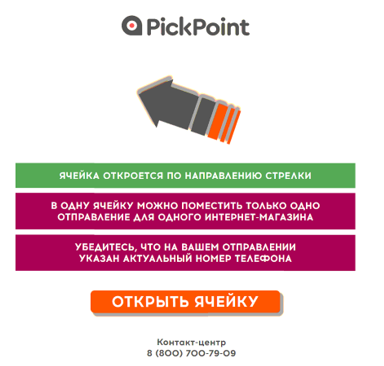 PickPoint
ЯЧЕЙКА ОТКРОЕТСЯ ПО НАПРАВЛЕНИЮ СТРЕЛКИ
В ОДНУ ЯЧЕЙКУ МОЖНО ПОМЕСТИТЬ ТОЛЬКО ОДНО
ОТПРАВЛЕНИЕ ДЛЯ ОДНОГО ИНТЕРНЕТ-МАГАЗИНА
УБЕДИТЕСЬ, ЧТО НА ВАШЕМ ОТПРАВЛЕНИИ
УКАЗАН АКТУАЛЬНЫЙ НОМЕР ТЕЛЕФОНА
ОТКРЫТЬ ЯЧЕЙКУ
Контакт-центр
8 (800) 700-79-09